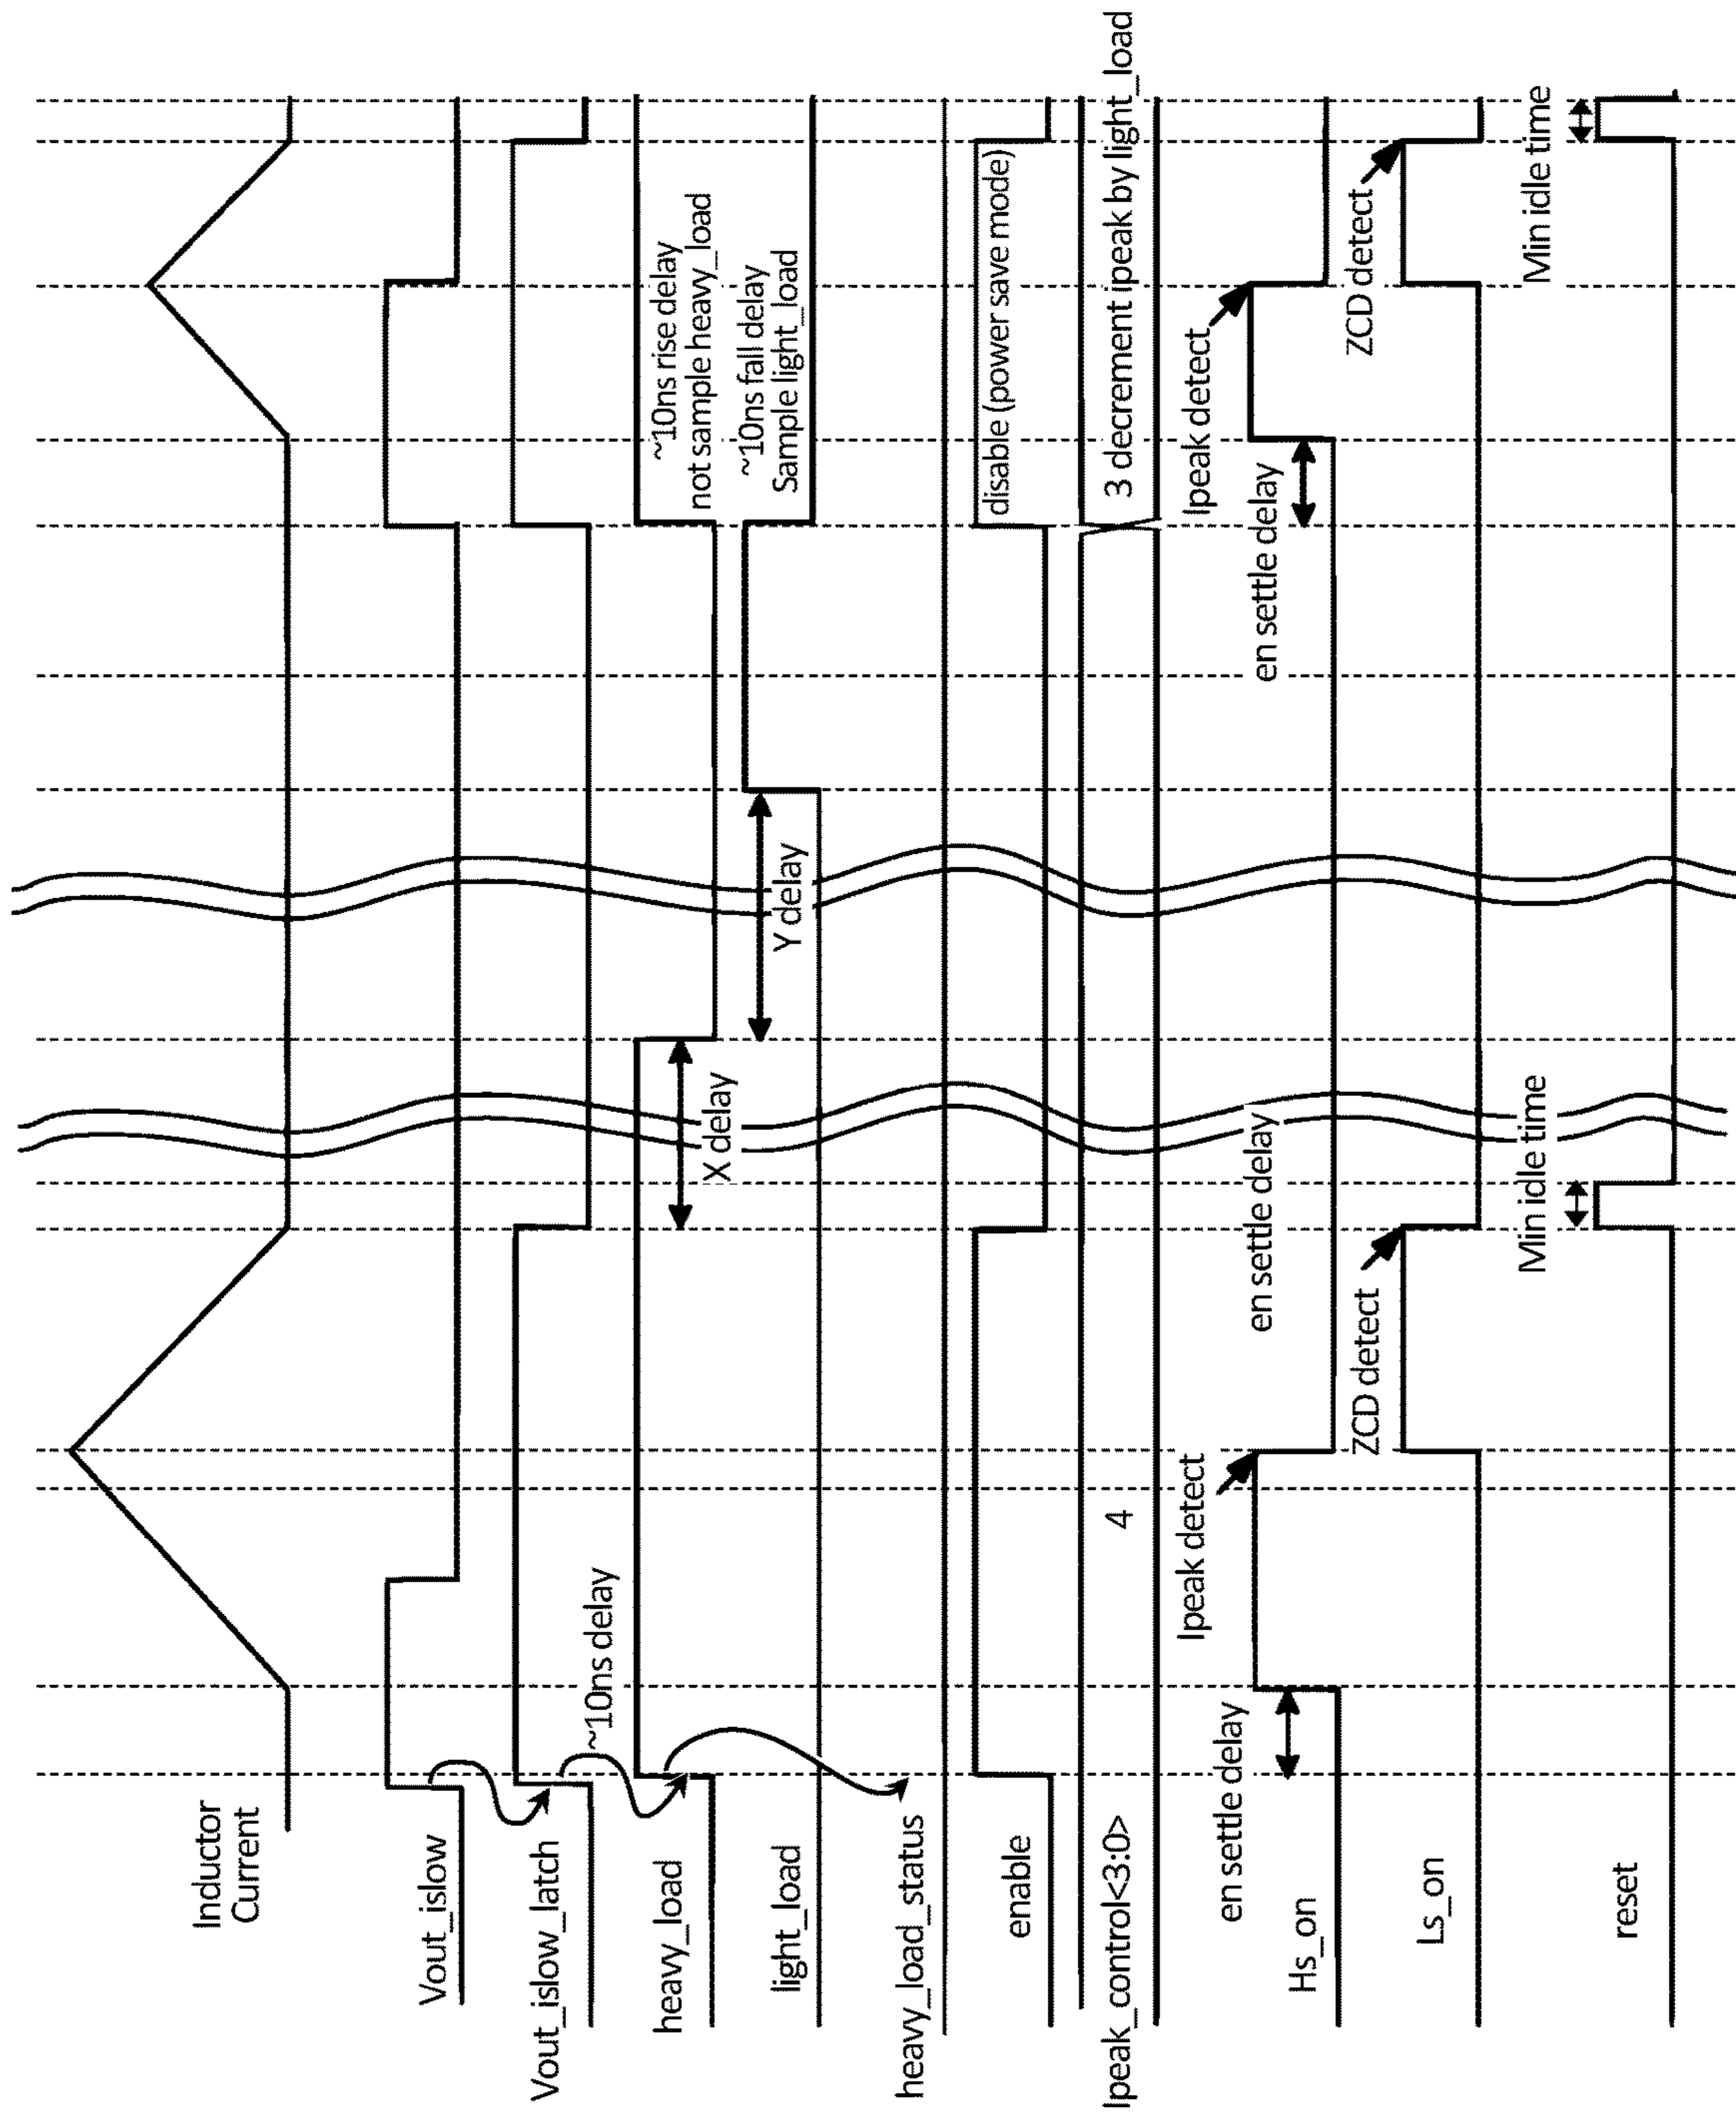 Inductor
Current
Vout_islow
Vout_islow_latch
~10ns delay
heavy_load
X delay
~10ns rise delay
not sample heavy_load
light_load
Y delay
~10ns fall delay
Sample light_load
heavy_load_status
enable
disable (power save mode)
Ipeak_control<3:0>
4
3 decrement ipeak by light_load
Hs_on
en settle delay
Ipeak detect
en settle delay
en settle delay
Ipeak detect
Ls_on
ZCD detect
ZCD detect
reset
Min idle time
Min idle time